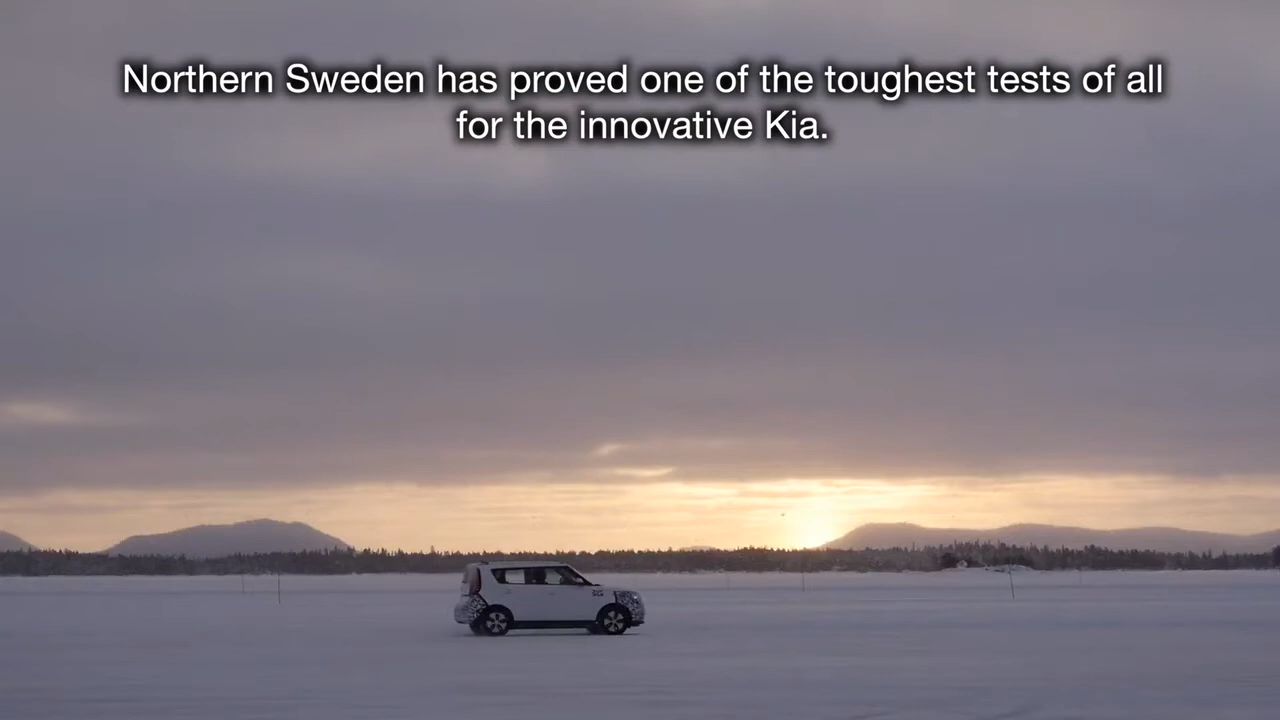 Northern Sweden has proved one of the toughest tests of all
for the innovative Kia.